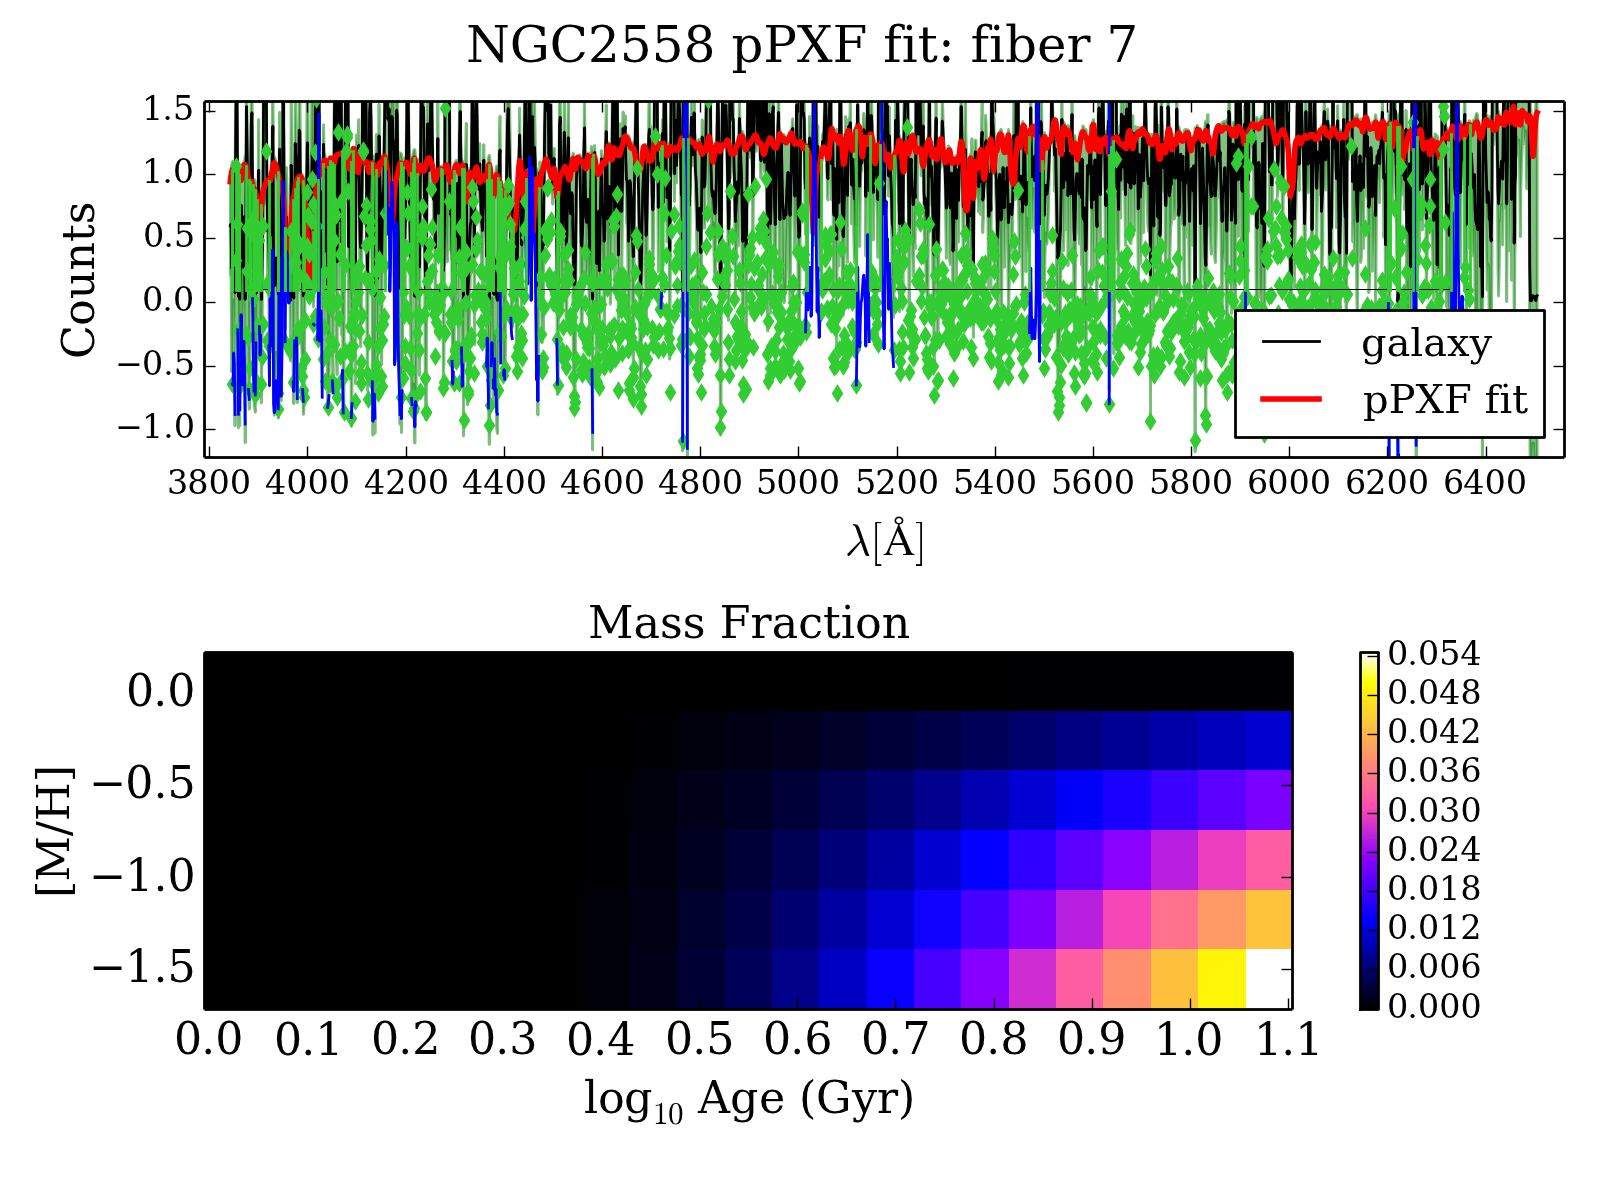 NGC2558 pPXF fit: fiber 7
Counts
1.5
1.0
0.5
0.0
−0.5
−1.0
galaxy
pPXF fit
3800 4000 4200 4400 4600 4800 5000 5200 5400 5600 5800 6000 6200 6400
λ[Å]
Mass Fraction
[M/H]
0.0
−0.5
−1.0
−1.5
0.0 0.1 0.2 0.3 0.4 0.5 0.6 0.7 0.8 0.9 1.0 1.1
log₁₀ Age (Gyr)
0.054
0.048
0.042
0.036
0.030
0.024
0.018
0.012
0.006
0.000